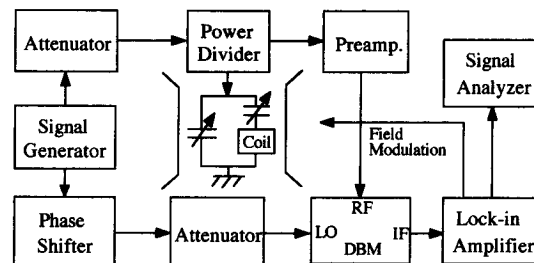 Attenuator
Power
Divider
Preamp.
Signal
Analyzer
Signal
Generator
Coil
Field
Modulation
Phase
Shifter
Attenuator
RF
LO
IF
DBM
Lock-in
Amplifier